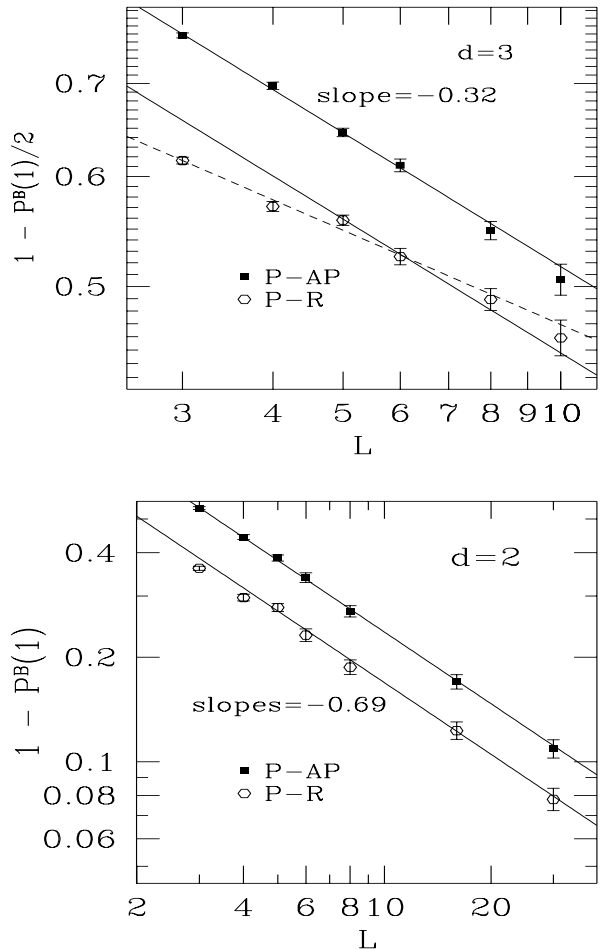 d=3
slope=−0.32
0.7
0.6
0.5
1 − Pᴮ(1)/2
P−AP
P−R
3 4 5 6 7 8 9 10
L
d=2
0.4
0.2
0.1
0.08
0.06
1 − Pᴮ(1)
slopes=−0.69
P−AP
P−R
2 4 6 8 10 20
L